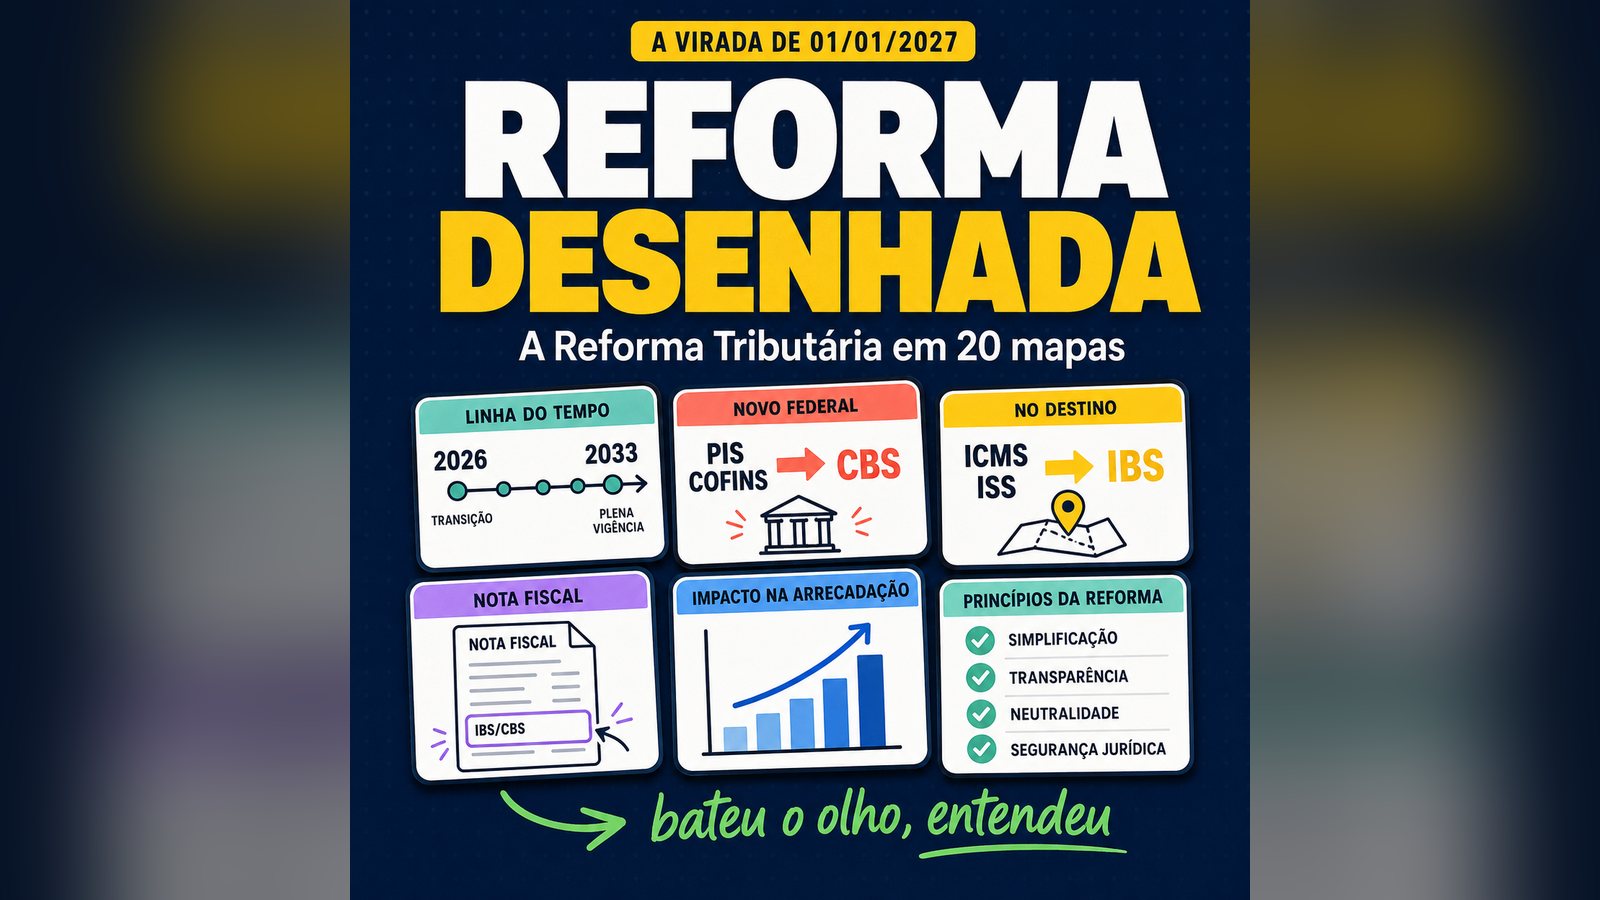 A VIRADA DE 01/01/2027
REFORMA
DESENHADA
A Reforma Tributária em 20 mapas
LINHA DO TEMPO
2026
2033
TRANSIÇÃO
PLENA
VIGÊNCIA
NOVO FEDERAL
PIS
COFINS
CBS
NO DESTINO
ICMS
ISS
IBS
NOTA FISCAL
NOTA FISCAL
IBS/CBS
IMPACTO NA ARRECADAÇÃO
PRINCÍPIOS DA REFORMA
SIMPLIFICAÇÃO
TRANSPARÊNCIA
NEUTRALIDADE
SEGURANÇA JURÍDICA
bateu o olho, entendeu